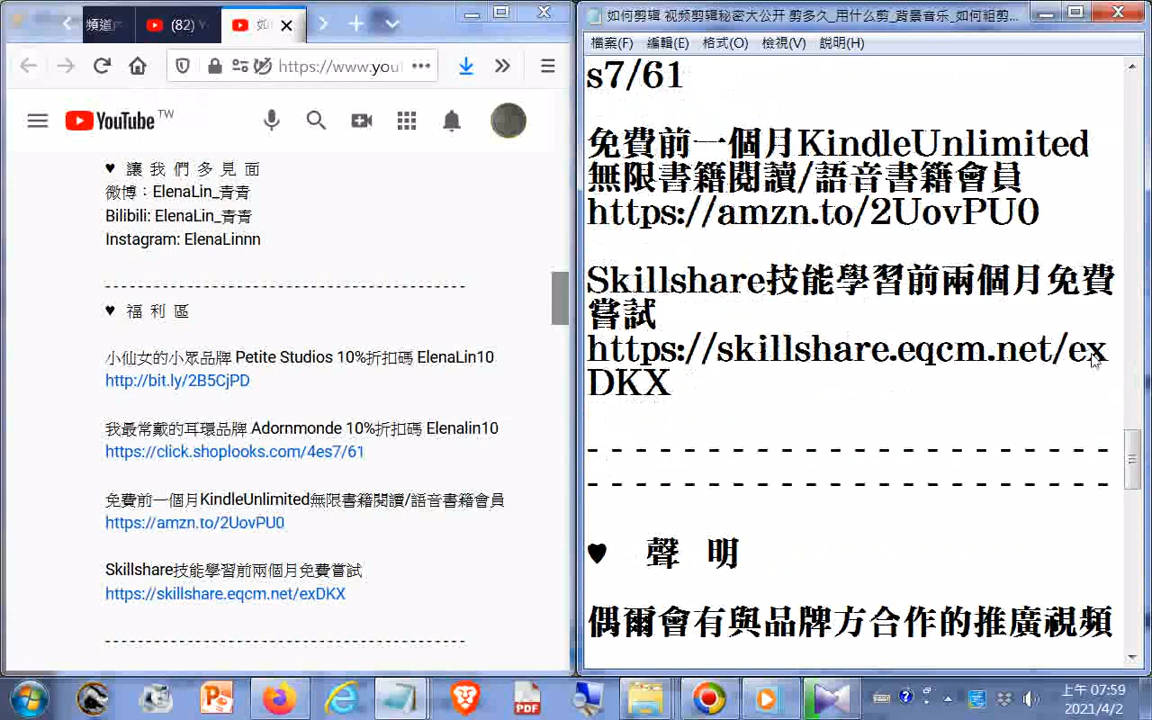 頻道
(82)
如
https://www.you
YouTube TW
♥ 讓 我 們 多 見 面
微博：ElenaLin_青青
Bilibili: ElenaLin_青青
Instagram: ElenaLinnn
- - - - - - - - - - - - - - - - - - - - - - - - - - - - - - - - - - - - - - -
♥ 福 利 區
小仙女的小眾品牌 Petite Studios 10%折扣碼 ElenaLin10
http://bit.ly/2B5CjPD
我最常戴的耳環品牌 Adornmonde 10%折扣碼 Elenalin10
https://click.shoplooks.com/4es7/61
免費前一個月KindleUnlimited無限書籍閱讀/語音書籍會員
https://amzn.to/2UovPU0
Skillshare技能學習前兩個月免費嘗試
https://skillshare.eqcm.net/exDKX
- - - - - - - - - - - - - - - - - - - - - - - - - - - - - - - - - - - - - - -
如何剪辑 视频剪辑秘密大公开 剪多久_用什么剪_背景音乐_如何粗剪...
檔案(F) 編輯(E) 格式(O) 檢視(V) 說明(H)
s7/61
免費前一個月KindleUnlimited
無限書籍閱讀/語音書籍會員
https://amzn.to/2UovPU0
Skillshare技能學習前兩個月免費
嘗試
https://skillshare.eqcm.net/ex
DKX
- - - - - - - - - - - - - - - - - - - - - -
- - - - - - - - - - - - - - - - - - - - - -
♥ 聲 明
偶爾會有與品牌方合作的推廣視頻
PDF
上午 07:59
2021/4/2